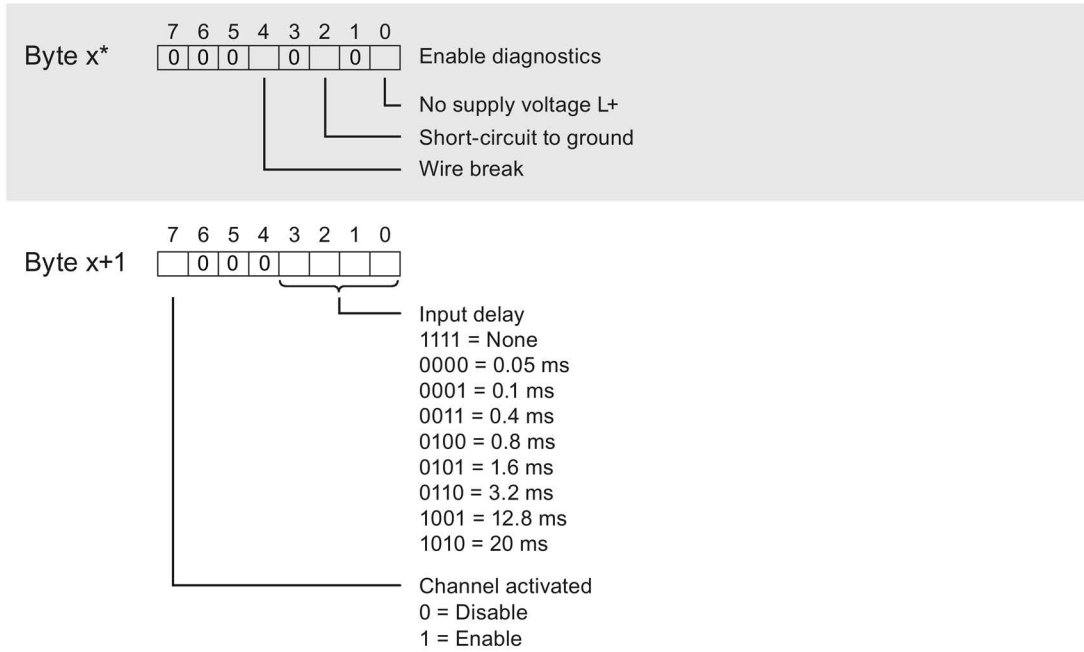 7 6 5 4 3 2 1 0
Byte x* 0 0 0 0 0 Enable diagnostics
No supply voltage L+
Short-circuit to ground
Wire break
7 6 5 4 3 2 1 0
Byte x+1 0 0 0
Input delay
1111 = None
0000 = 0.05 ms
0001 = 0.1 ms
0011 = 0.4 ms
0100 = 0.8 ms
0101 = 1.6 ms
0110 = 3.2 ms
1001 = 12.8 ms
1010 = 20 ms
Channel activated
0 = Disable
1 = Enable